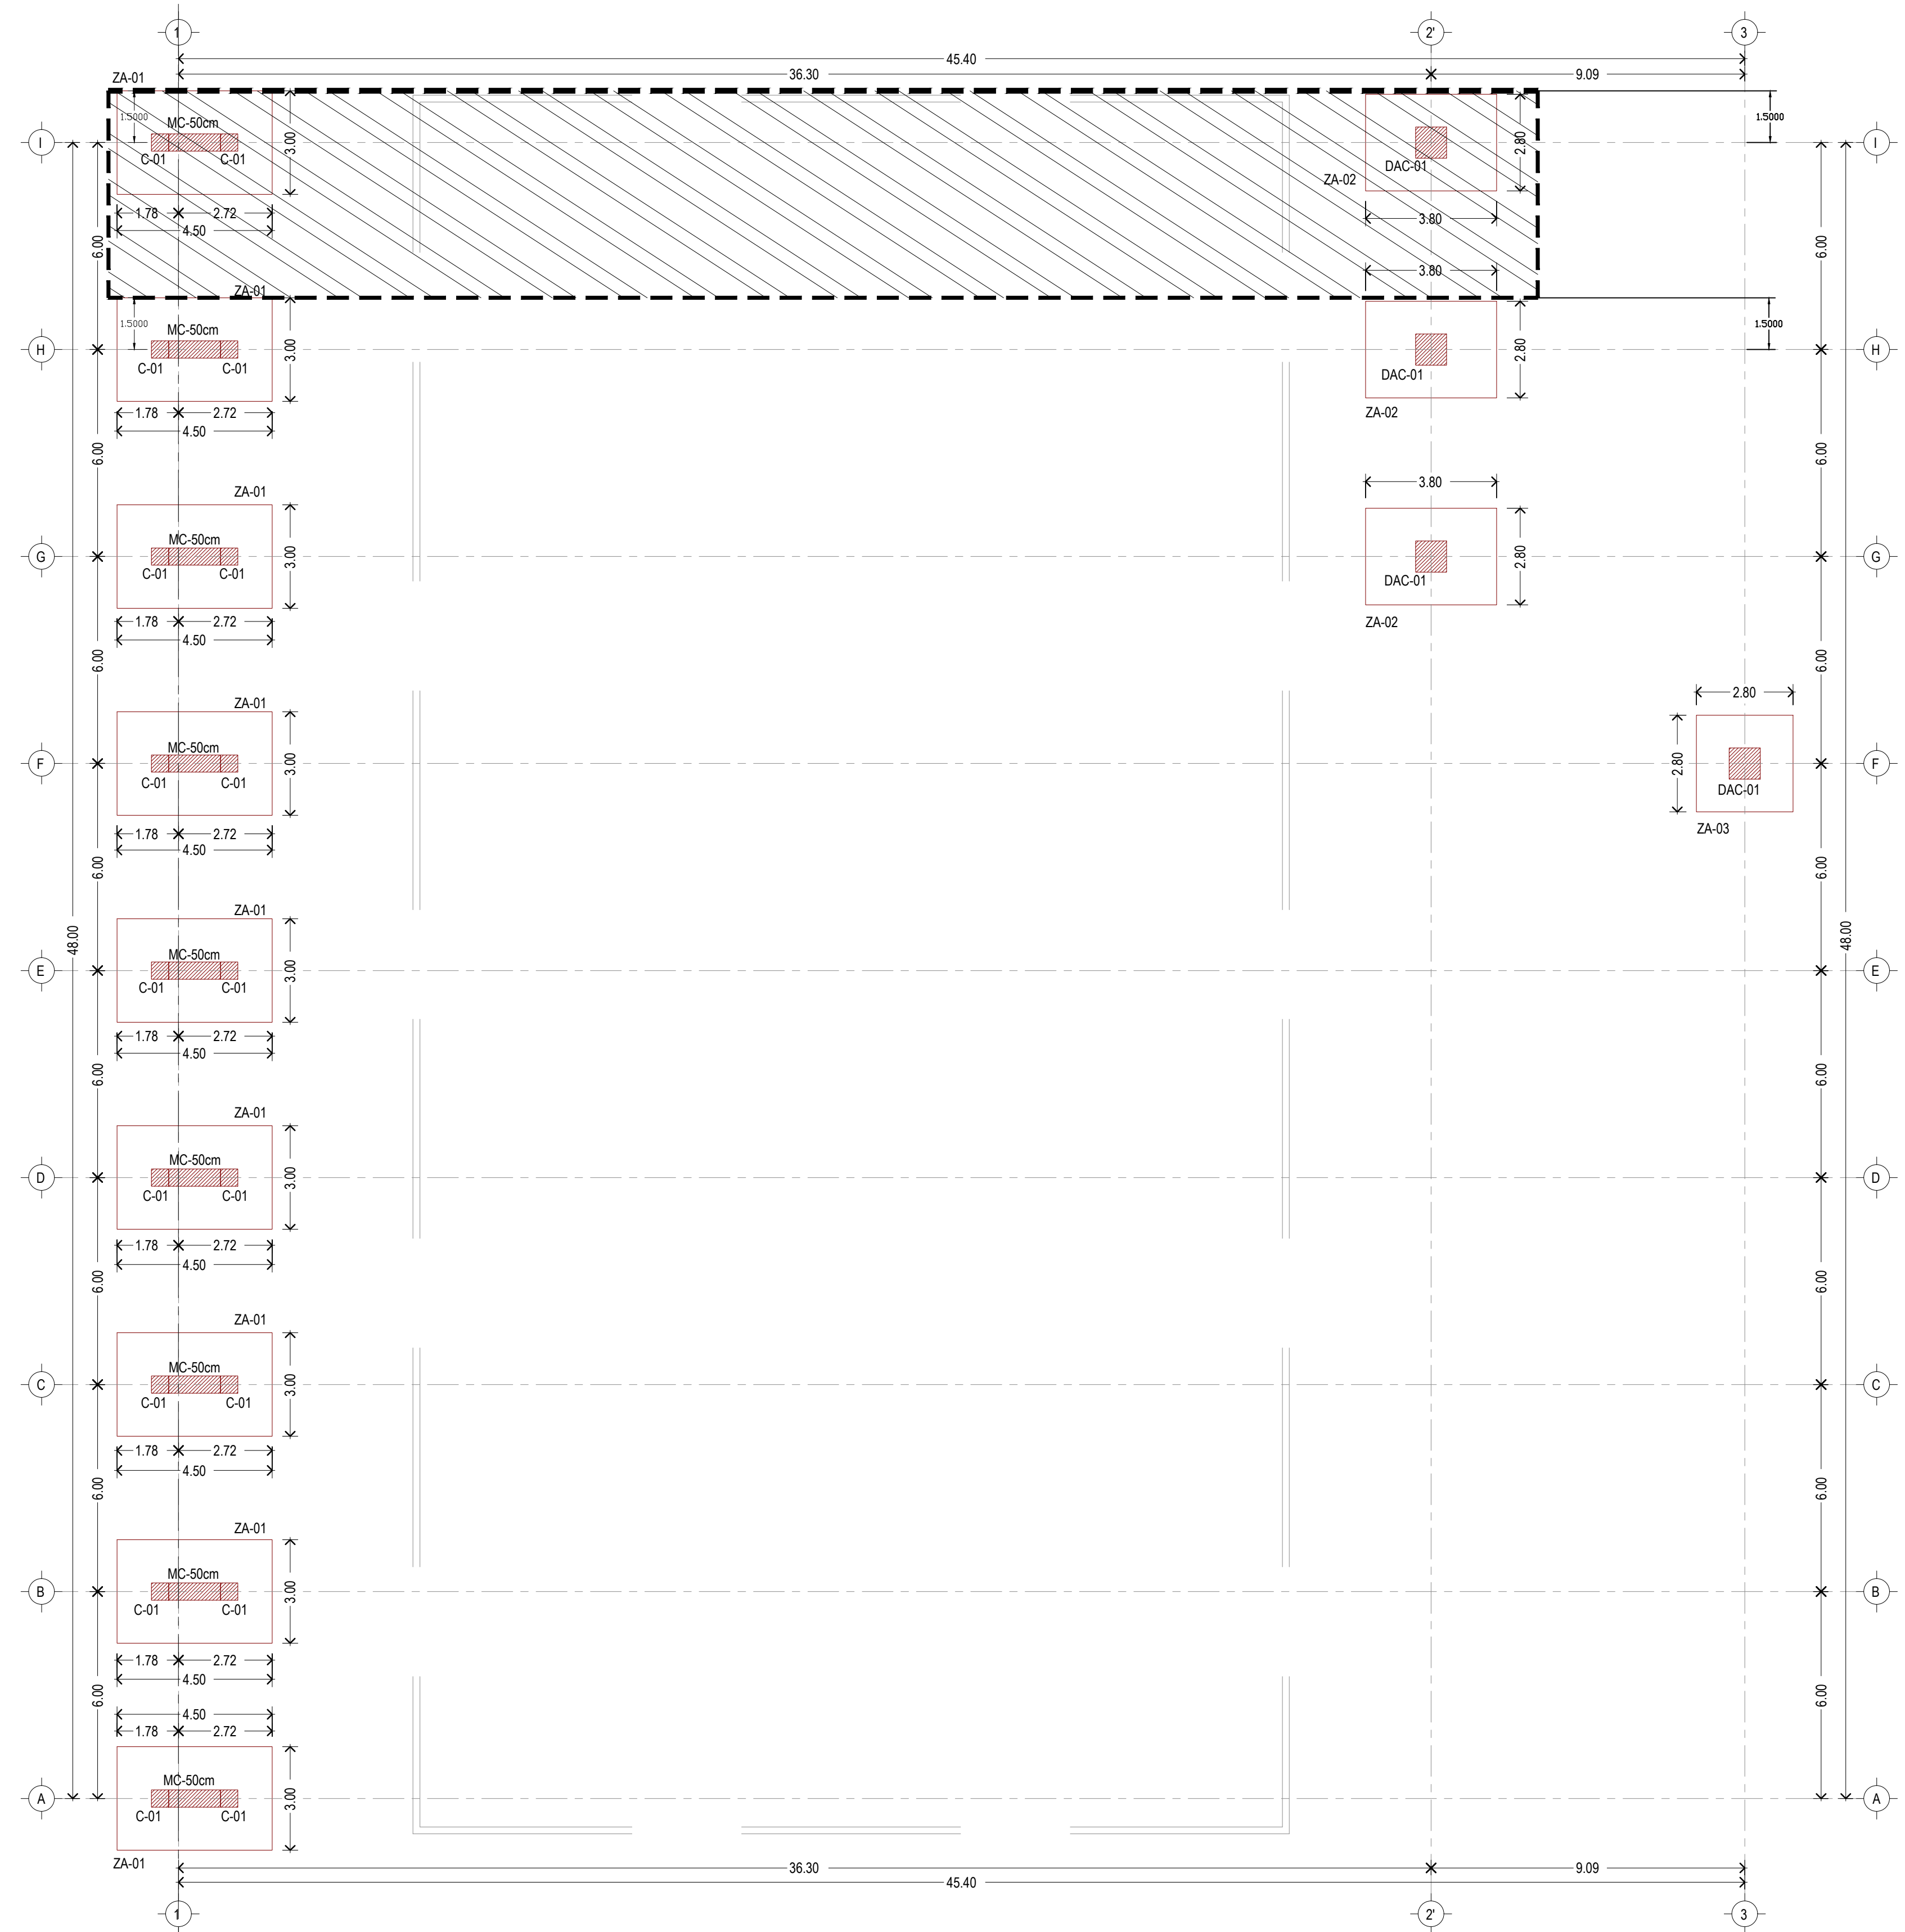 1 2' 3
45.40
36.30 9.09
ZA-01
1.5000 MC-50cm 3.00 2.80 1.5000
I I
C-01 C-01 DAC-01
ZA-02
1.78 2.72 3.80
4.50
6.00 6.00
3.80
ZA-01
1.5000 MC-50cm 3.00 2.80 1.5000
H H
C-01 C-01 DAC-01
1.78 2.72 ZA-02
4.50
6.00 6.00
3.80
ZA-01
MC-50cm
G 3.00 2.80 G
C-01 C-01 DAC-01
1.78 2.72 ZA-02
4.50
6.00 6.00
2.80
ZA-01
MC-50cm
F 3.00 2.80 F
C-01 C-01 DAC-01
1.78 2.72 ZA-03
4.50
6.00 6.00
ZA-01
48.00 48.00
MC-50cm
E 3.00 E
C-01 C-01
1.78 2.72
4.50
6.00 6.00
ZA-01
MC-50cm
D 3.00 D
C-01 C-01
1.78 2.72
4.50
6.00 6.00
ZA-01
MC-50cm
C 3.00 C
C-01 C-01
1.78 2.72
4.50
6.00 6.00
ZA-01
MC-50cm
B 3.00 B
C-01 C-01
1.78 2.72
4.50
6.00 6.00
4.50
1.78 2.72
MC-50cm
A 3.00 A
C-01 C-01
ZA-01
36.30 9.09
45.40
1 2' 3